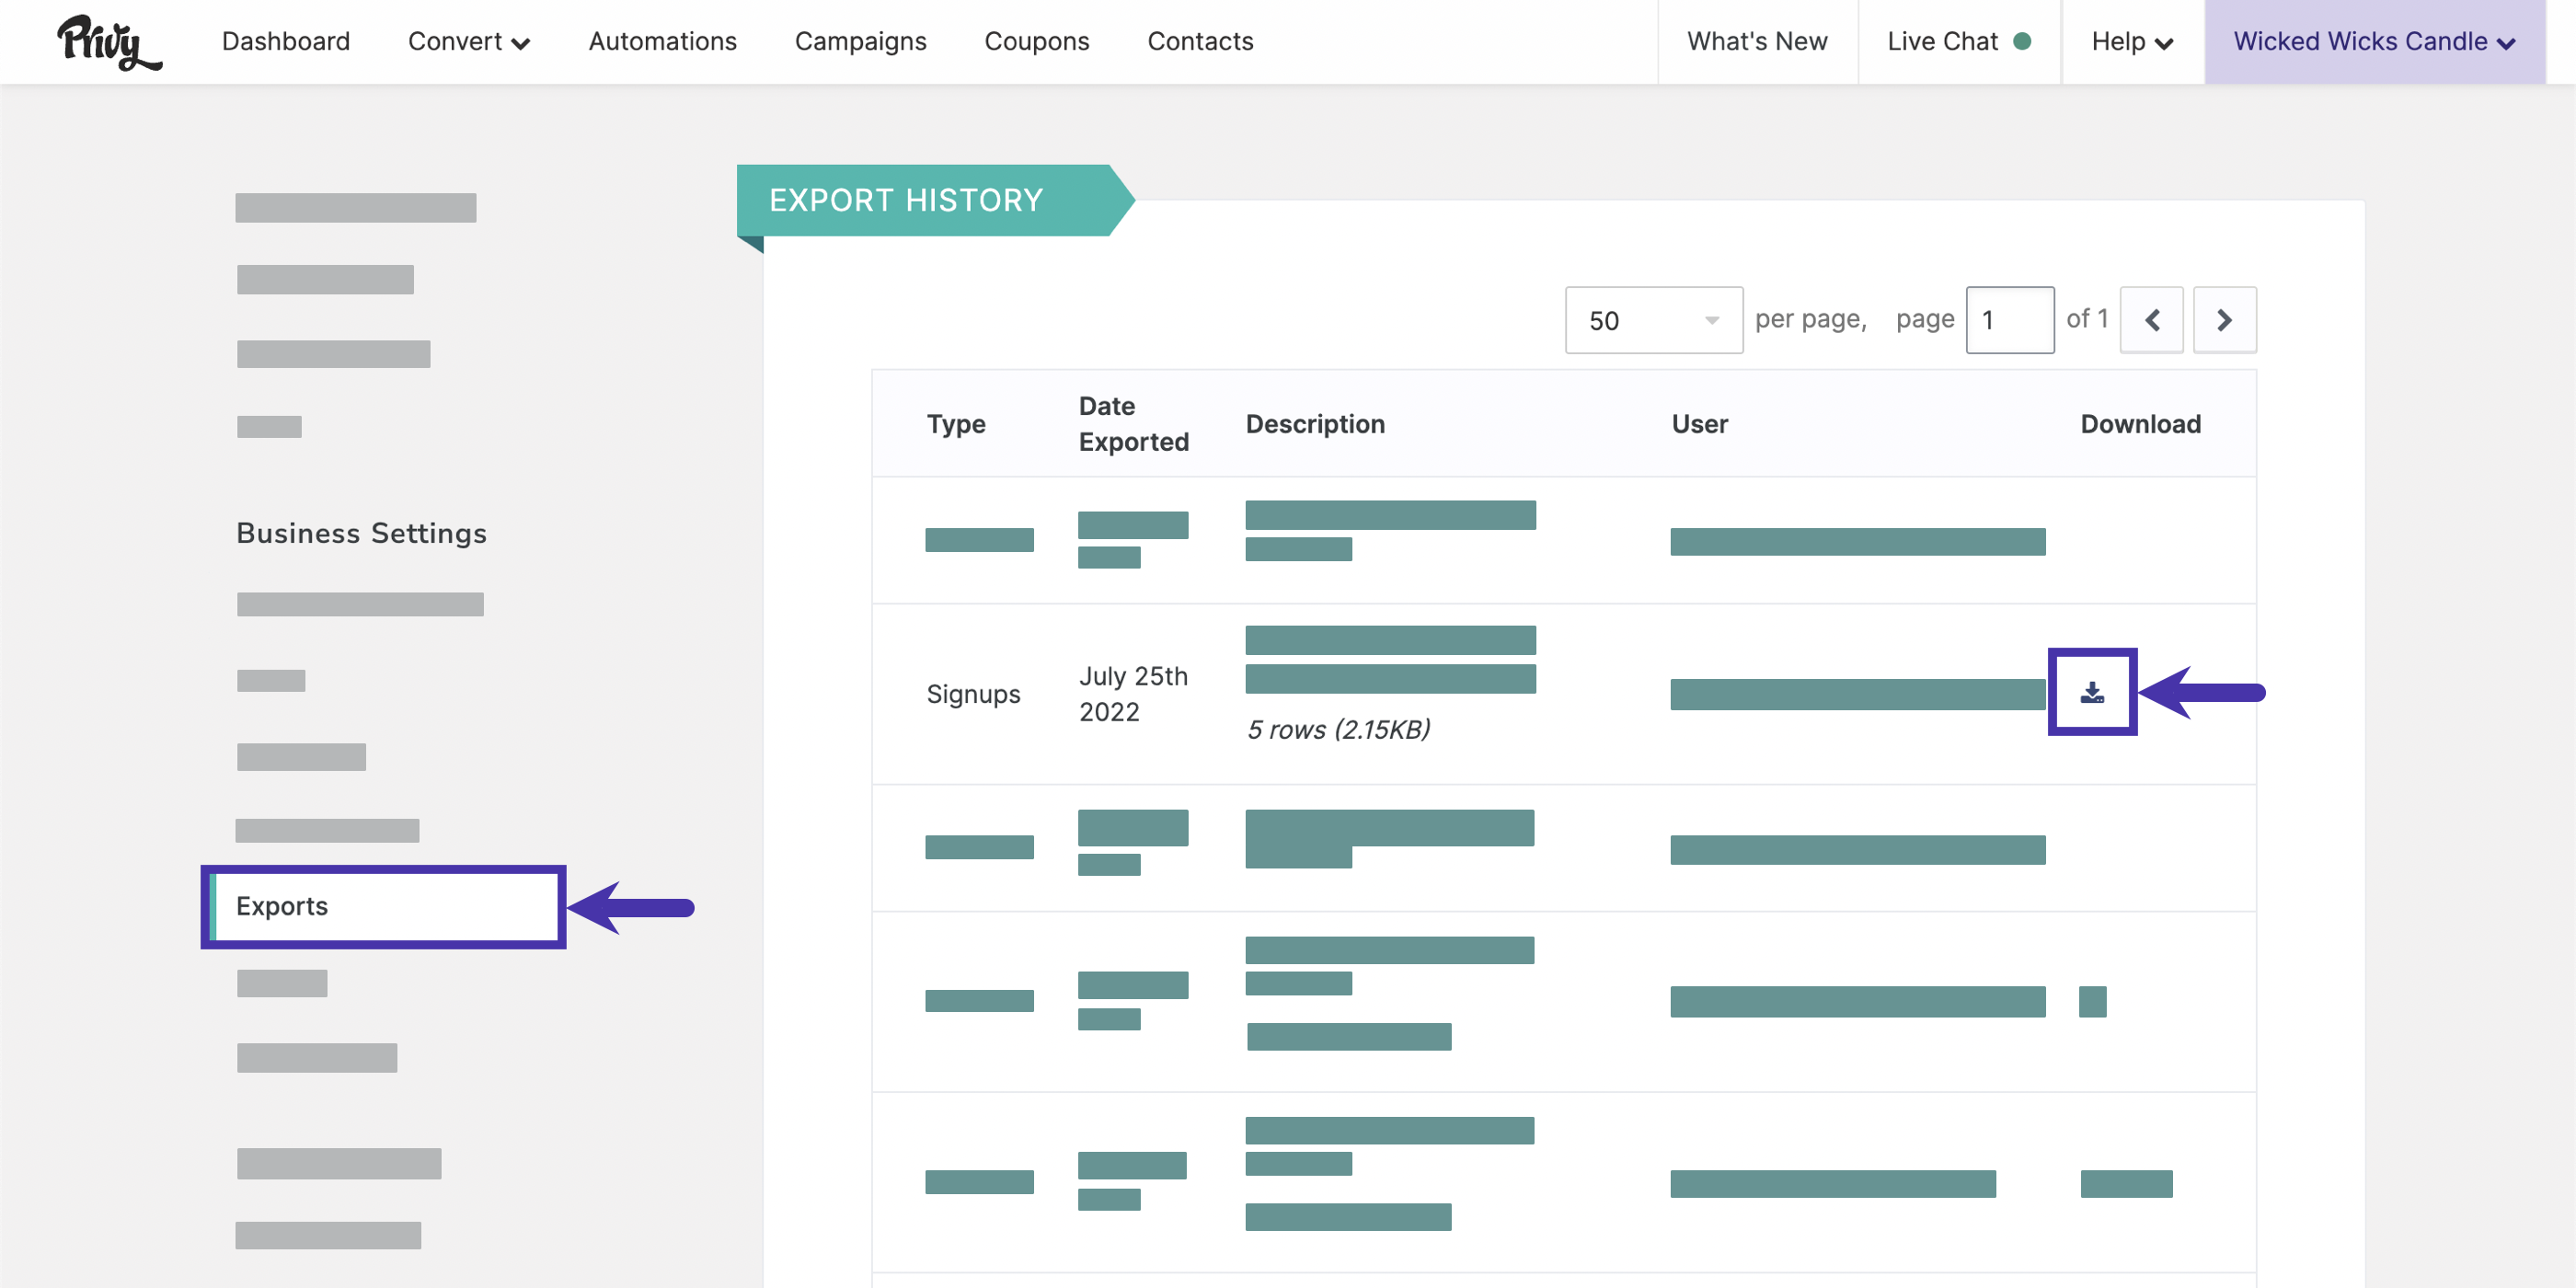 Privy
Dashboard
Convert
Automations
Campaigns
Coupons
Contacts
What's New
Live Chat
Help
Wicked Wicks Candle
EXPORT HISTORY
50 per page, page 1 of 1
Business Settings
Exports
Type
Date
Exported
Description
User
Download
Signups
July 25th
2022
5 rows (2.15KB)